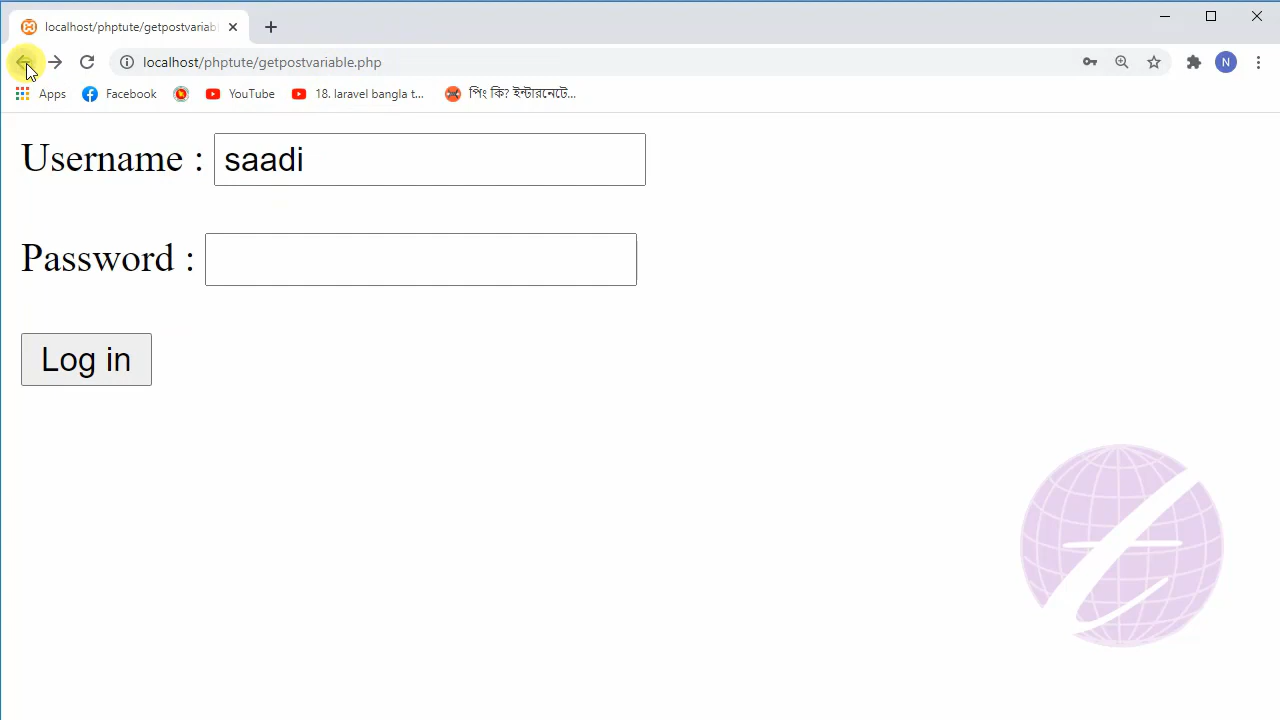 localhost/phptute/getpostvariab
localhost/phptute/getpostvariable.php
N
Apps Facebook YouTube 18. laravel bangla t... পিং কি? ইন্টারনেটে...
Username : saadi
Password :
Log in